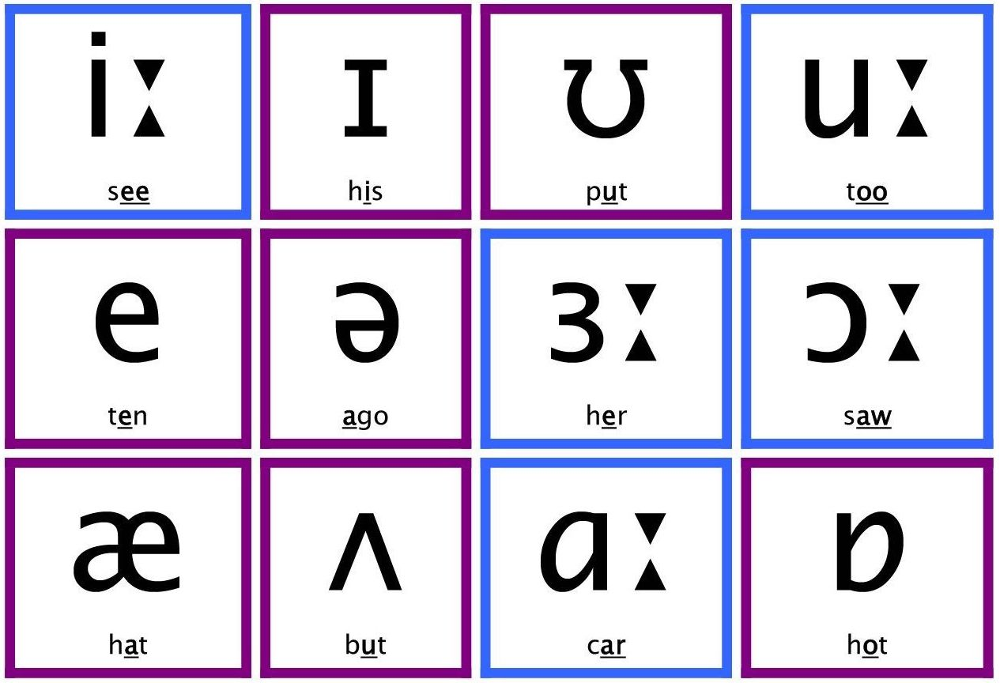 iː ɪ ʊ uː
see his put too
e ə ɜː ɔː
ten ago her saw
æ ʌ ɑː ɒ
hat but car hot